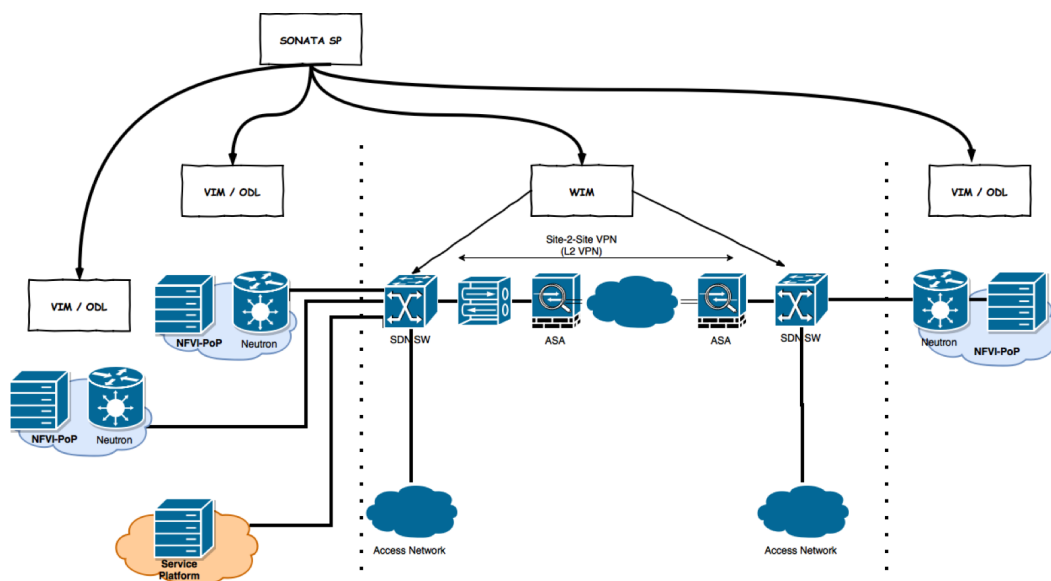 SONATA SP
VIM / ODL
WIM
VIM / ODL
Site-2-Site VPN
(L2 VPN)
VIM / ODL
NFVI-PoP
Neutron
SDN SW
ASA
ASA
SDN SW
Neutron
NFVI-PoP
NFVI-PoP
Neutron
Access Network
Access Network
Service
Platform